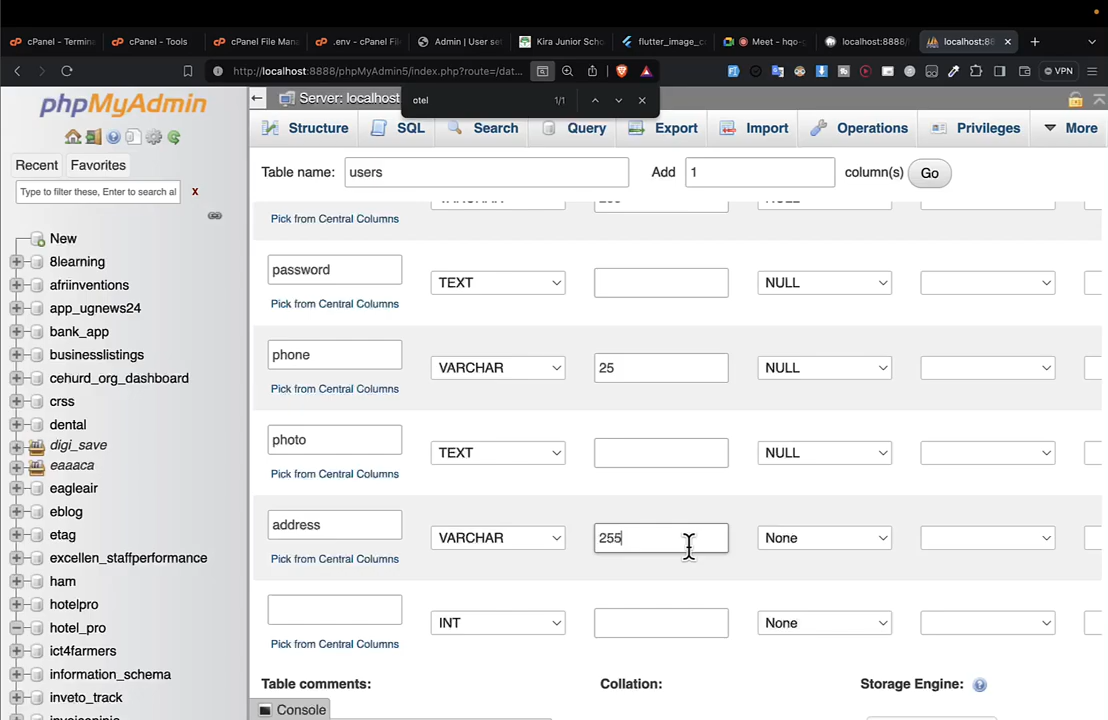 cPanel - Termina
cPanel - Tools
cPanel File Mana
.env - cPanel File
Admin | User set
Kira Junior Scho
flutter_image_co
Meet - hqo-
localhost:8888/
localhost:88
http://localhost:8888/phpMyAdmin5/index.php?route=/dat...
VPN
otel
1/1
phpMyAdmin
Recent
Favorites
Type to filter these, Enter to search al
x
New
8learning
afriinventions
app_ugnews24
bank_app
businesslistings
cehurd_org_dashboard
crss
dental
digi_save
eaaaca
eagleair
eblog
etag
excellen_staffperformation
ham
hotelpro
hotel_pro
ict4farmers
information_schema
inveto_track
Server: localhost
Structure
SQL
Search
Query
Export
Import
Operations
Privileges
More
Table name:
users
Add
1
column(s)
Go
Pick from Central Columns
password
TEXT
NULL
Pick from Central Columns
phone
VARCHAR
25
NULL
Pick from Central Columns
photo
TEXT
NULL
Pick from Central Columns
address
VARCHAR
255
None
Pick from Central Columns
INT
None
Pick from Central Columns
Table comments:
Collation:
Storage Engine:
Console